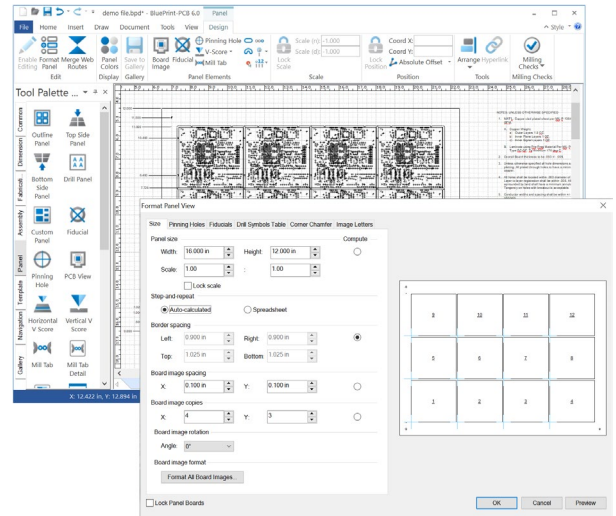 demo file.bpd* - BluePrint-PCB 6.0
Panel
File Home Insert Draw Document Tools View Design
Style
Enable Editing
Format Panel
Merge Web Routes
Panel Colors
Save to Gallery
Board Image
Fiducial
Pinning Hole
V-Score
Mill Tab
Lock Scale
Scale (n): 1.000
Scale (d): 1.000
Lock Position
Coord X:
Coord Y:
Absolute Offset
Arrange
Hyperlink
Milling Checks
Edit Display Gallery Panel Elements Scale Position Tools Milling Checks
Tool Palette ...
Common
Dimension
Fabricati
Assembly
Panel
Template
Navigation
Gallery
Outline Panel
Top Side Panel
Bottom Side Panel
Drill Panel
Custom Panel
Fiducial
Pinning Hole
PCB View
Horizontal V Score
Vertical V Score
Mill Tab
Mill Tab Detail
X: 12.422 in, Y: 12.894 in
Format Panel View
Size Pinning Holes Fiducials Drill Symbols Table Corner Chamfer Image Letters
Panel size Compute
Width: 16.000 in Height: 12.000 in
Scale: 1.00 : 1.00
Lock scale
Step-and-repeat
Auto-calculated Spreadsheet
Border spacing
Left: 0.900 in Right: 0.900 in
Top: 1.025 in Bottom: 1.025 in
Board image spacing
X: 0.100 in Y: 0.100 in
Board image copies
X: 4 Y: 3
Board image rotation
Angle: 0°
Board image format
Format All Board Images...
9 10 11 12
5 6 7 8
1 2 3 4
Lock Panel Boards
OK Cancel Preview